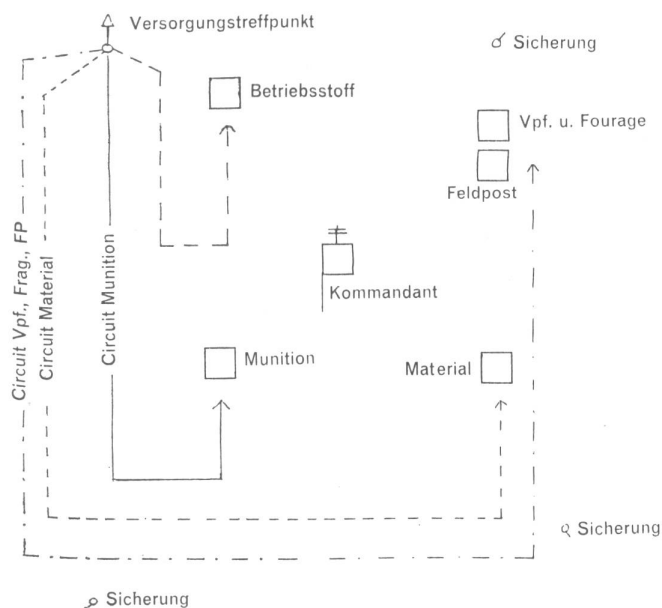 Versorgungstreffpunkt
Sicherung
Betriebsstoff
Vpf. u. Fourage
Feldpost
Circuit Vpf., Frag., FP
Circuit Material
Circuit Munition
Kommandant
Munition
Material
Sicherung
Sicherung